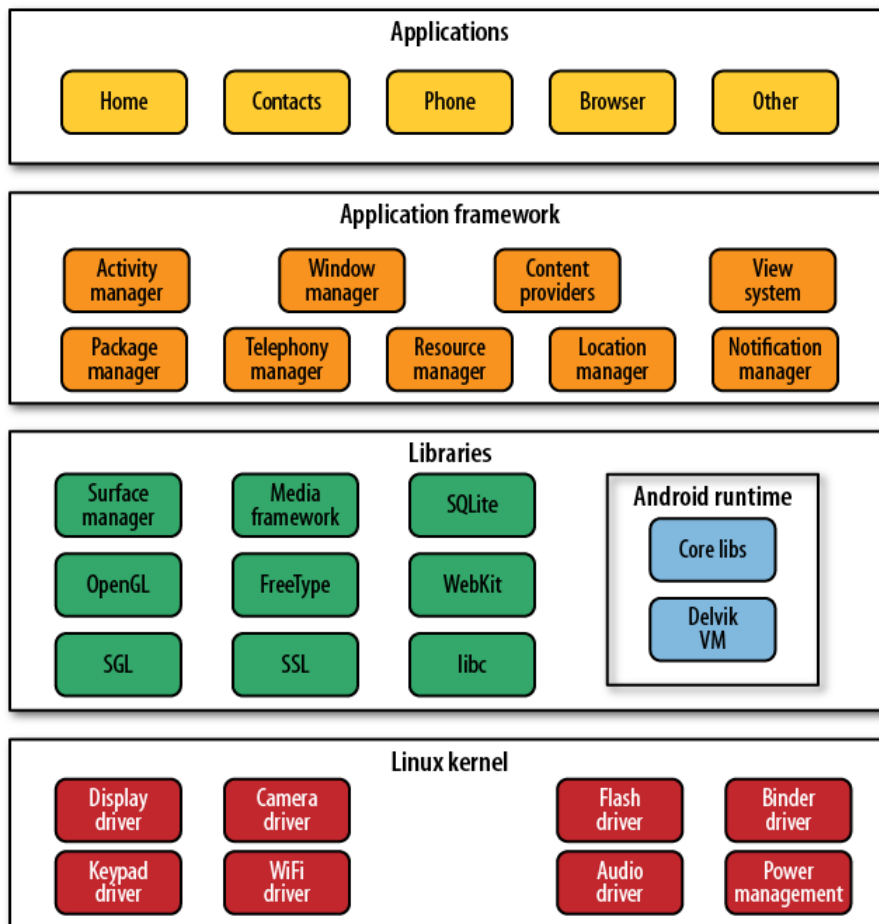 Applications
Home
Contacts
Phone
Browser
Other
Application framework
Activity
manager
Window
manager
Content
providers
View
system
Package
manager
Telephony
manager
Resource
manager
Location
manager
Notification
manager
Libraries
Surface
manager
Media
framework
SQLite
OpenGL
FreeType
WebKit
SGL
SSL
libc
Android runtime
Core libs
Delvik
VM
Linux kernel
Display
driver
Camera
driver
Flash
driver
Binder
driver
Keypad
driver
WiFi
driver
Audio
driver
Power
management